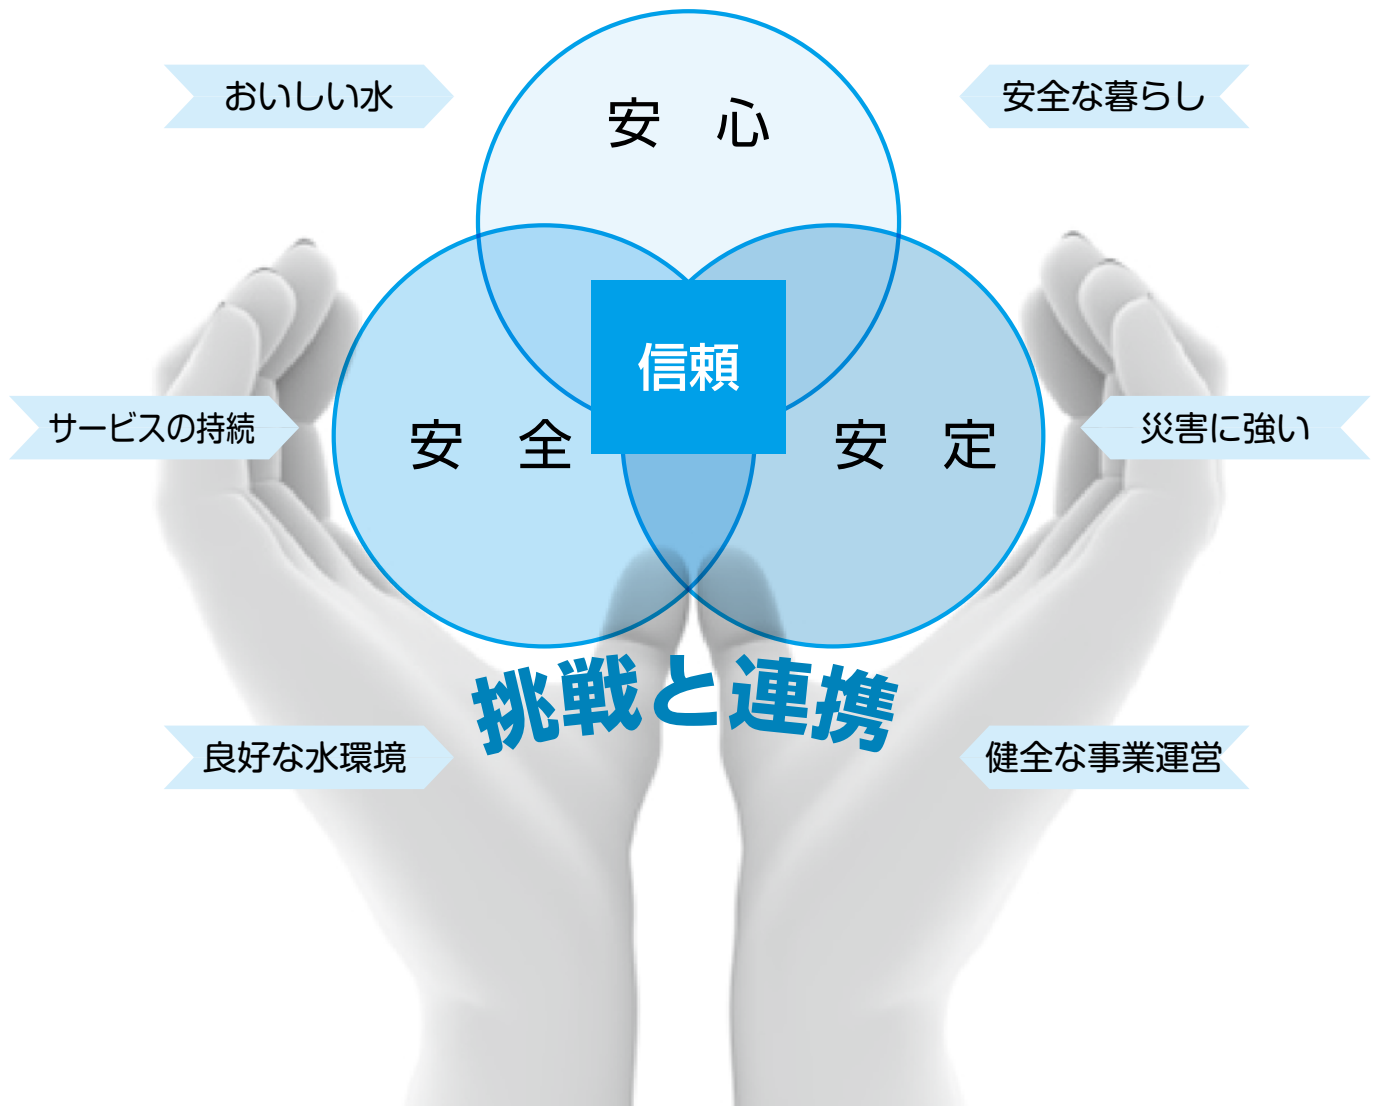 おいしい水
安全な暮らし
安　心
信頼
サービスの持続
安　全
安　定
災害に強い
挑戦と連携
良好な水環境
健全な事業運営